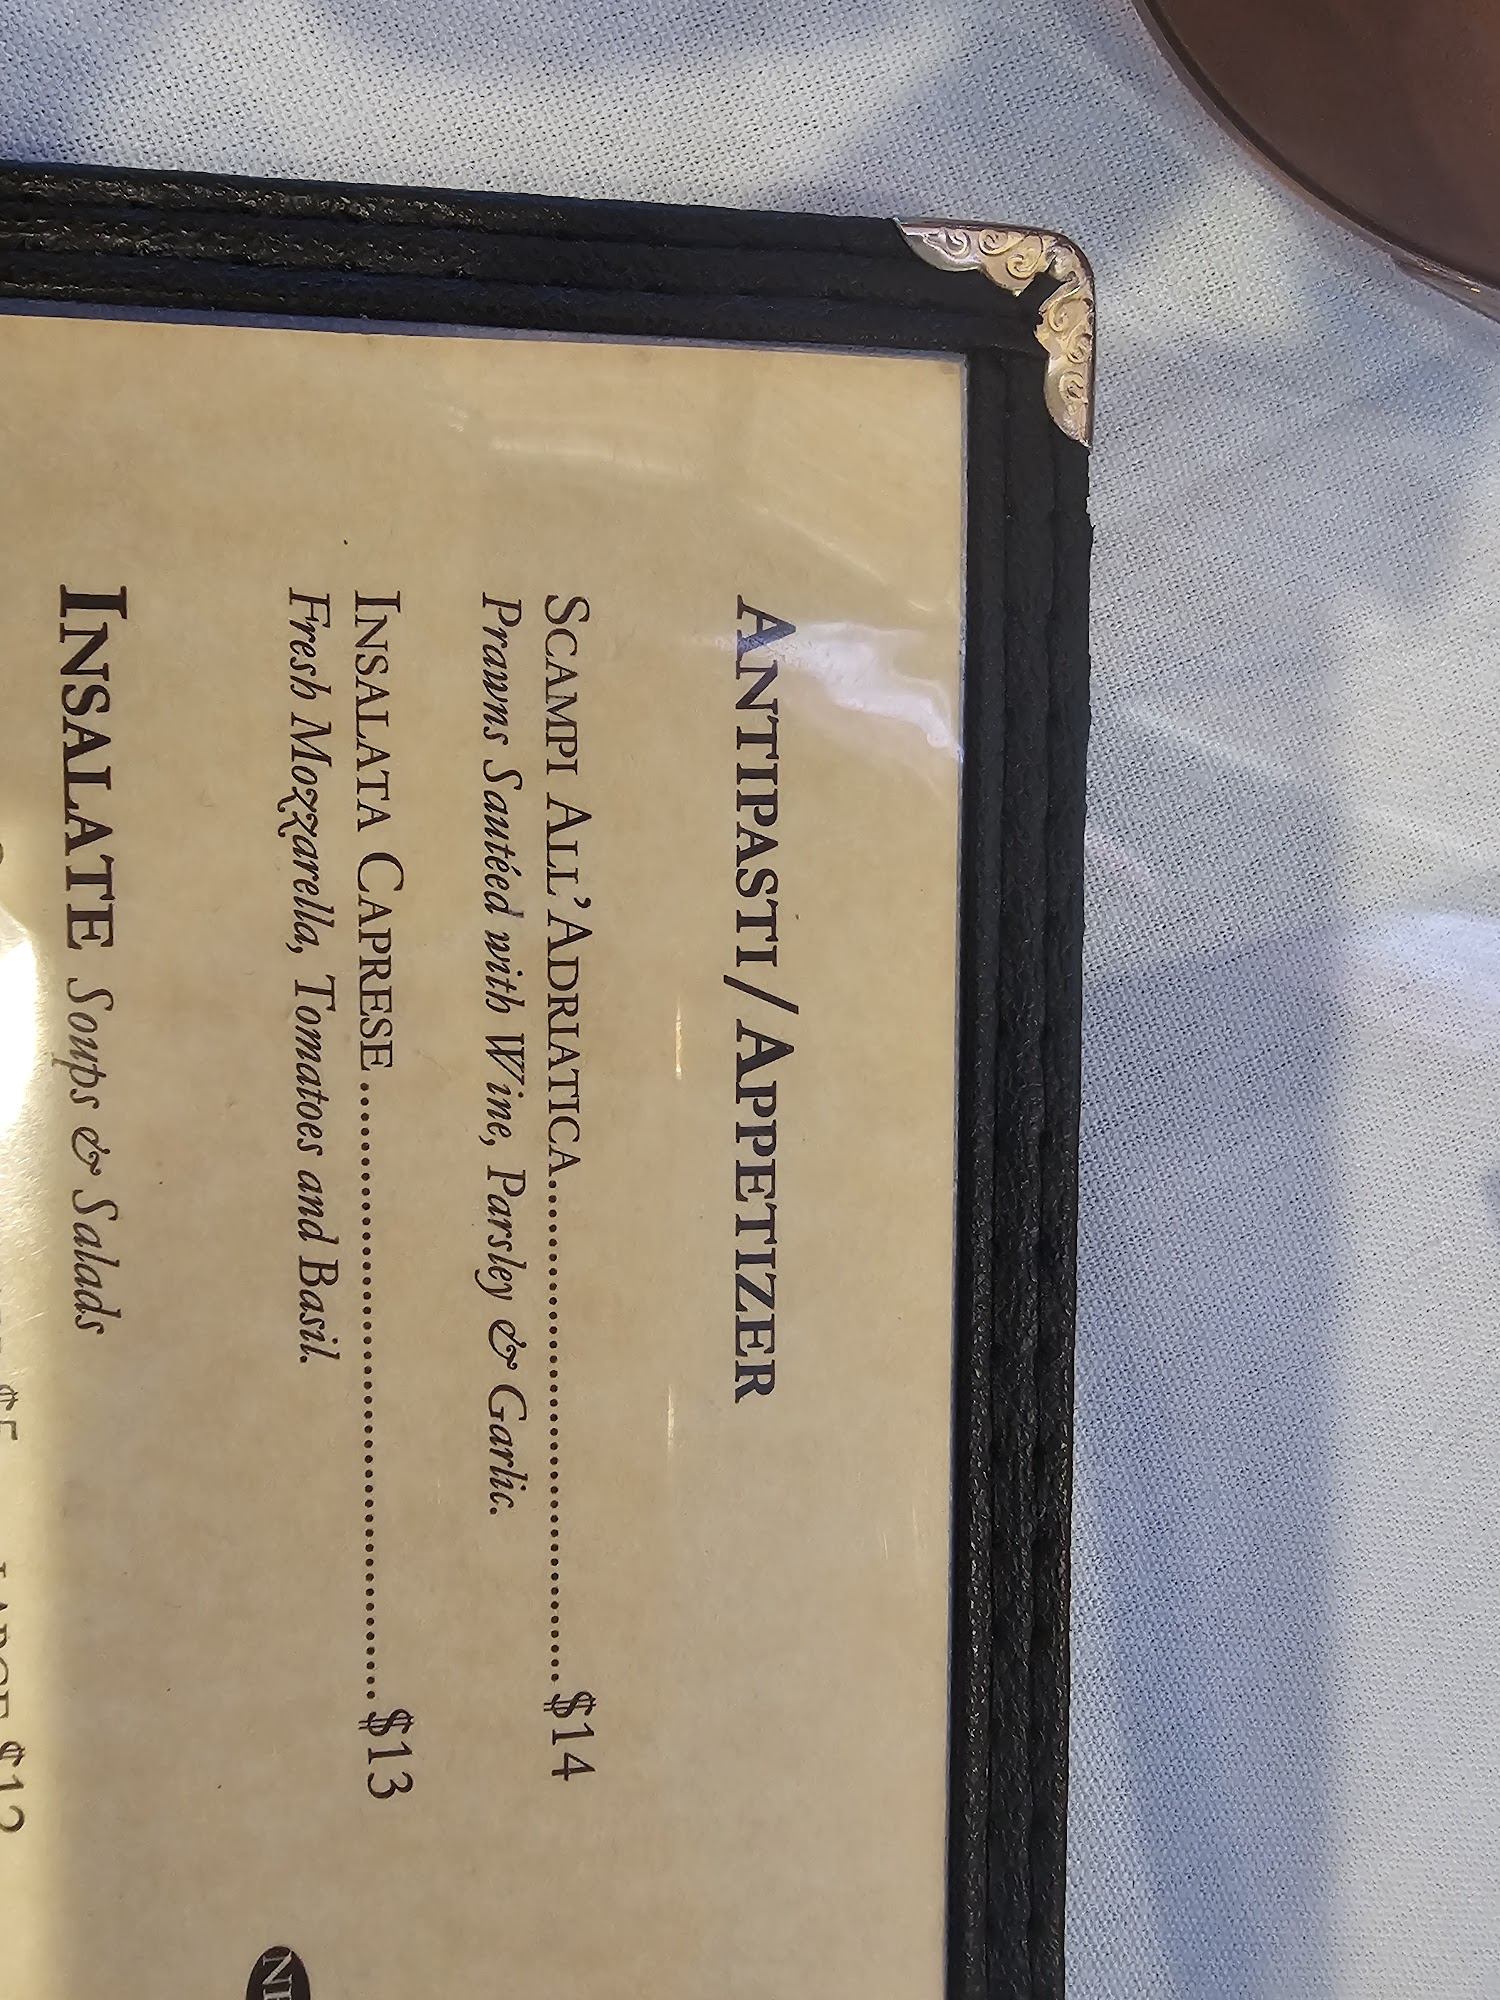 ANTIPASTI/APPETIZER
SCAMPI ALL'ADRIATICA.......................................$14
Prawns Sautéed with Wine, Parsley & Garlic.
INSALATA CAPRESE................................................$13
Fresh Mozzarella, Tomatoes and Basil.
INSALATE Soups & Salads